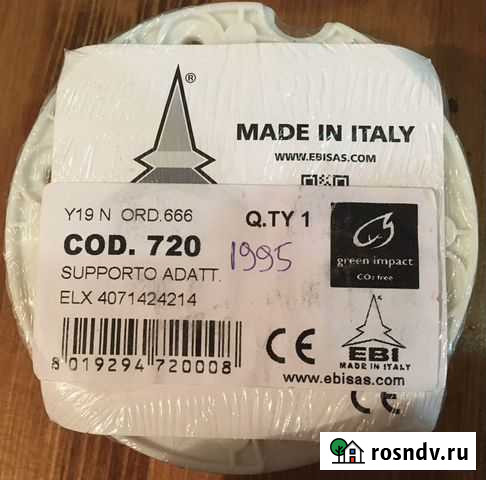 ®
MADE IN ITALY
WWW.EBISAS.COM
Y19 N ORD.666
Q.TY 1
COD. 720
1995
SUPPORTO ADATT.
ELX 4071424214
8 019294 720008
green impact
CO₂ free
CE
EBI
MADE IN ITALY
www.ebisas.com
CE
rosndv.ru